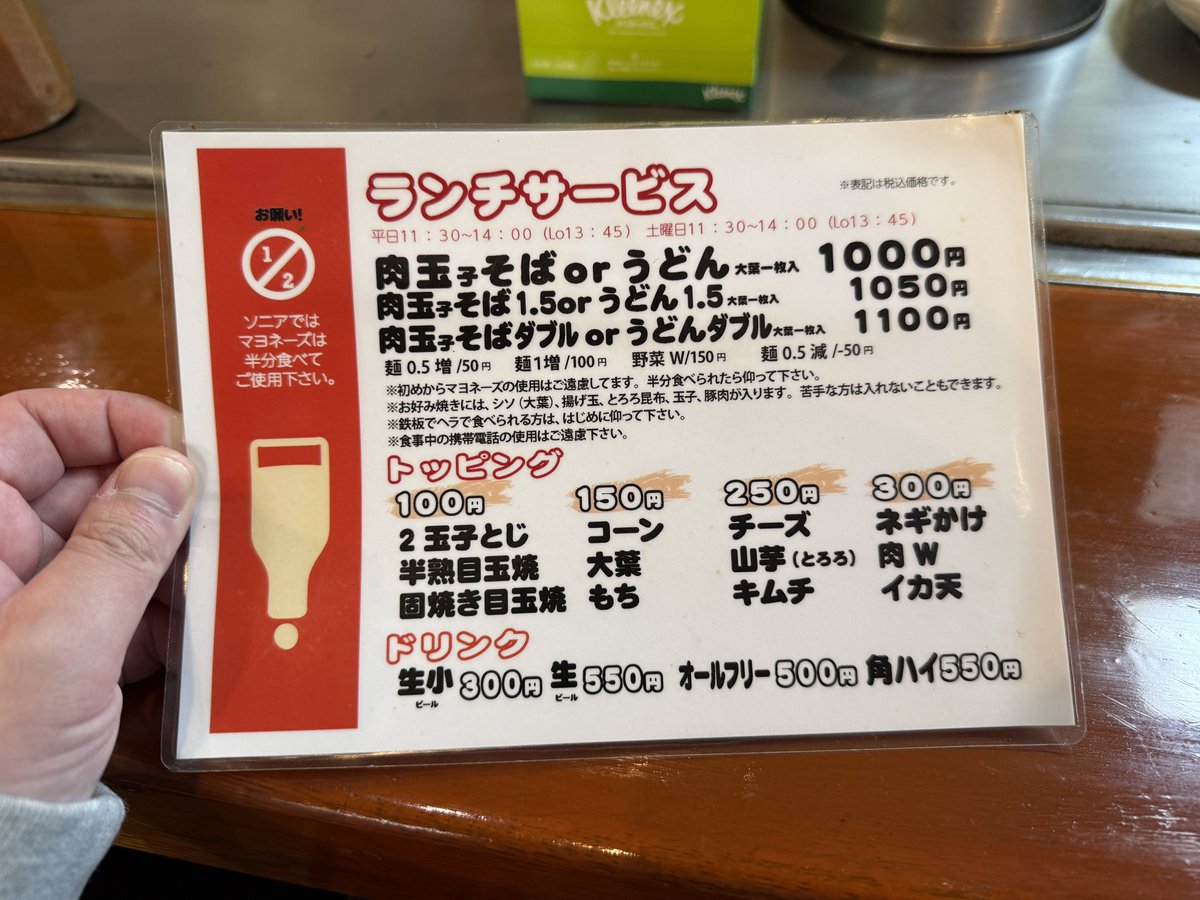 Kleenex
Kleenex
お願い!
1/2
ソニアでは
マヨネーズは
半分食べて
ご使用下さい。
ランチサービス
※表記は税込価格です。
平日11：30~14：00（Lo13：45） 土曜日11：30~14：00（Lo13：45）
肉玉子そば or うどん 大葉一枚入 1000円
肉玉子そば1.5orうどん1.5 大葉一枚入 1050円
肉玉子そばダブル or うどんダブル 大葉一枚入 1100円
麺 0.5 増 /50円 麺1増 /100円 野菜 W/150円 麺 0.5 減 /-50円
※初めからマヨネーズの使用はご遠慮してます。半分食べられたら仰って下さい。
※お好み焼きには、シソ（大葉）、揚げ玉、とろろ昆布、玉子、豚肉が入ります。苦手な方は入れないこともできます。
※鉄板でヘラで食べられる方は、はじめに仰って下さい。
※食事中の携帯電話の使用はご遠慮下さい。
トッピング
100円 150円 250円 300円
2 玉子とじ コーン チーズ ネギかけ
半熟目玉焼 大葉 山芋（とろろ） 肉 W
固焼き目玉焼 もち キムチ イカ天
ドリンク
生小ビール 300円 生ビール 550円 オールフリー 500円 角ハイ 550円